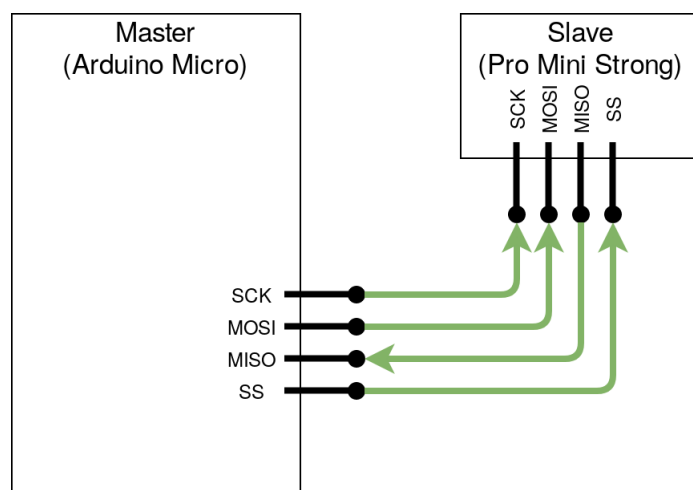 Master
(Arduino Micro)
Slave
(Pro Mini Strong)
SCK
MOSI
MISO
SS
SCK
MOSI
MISO
SS